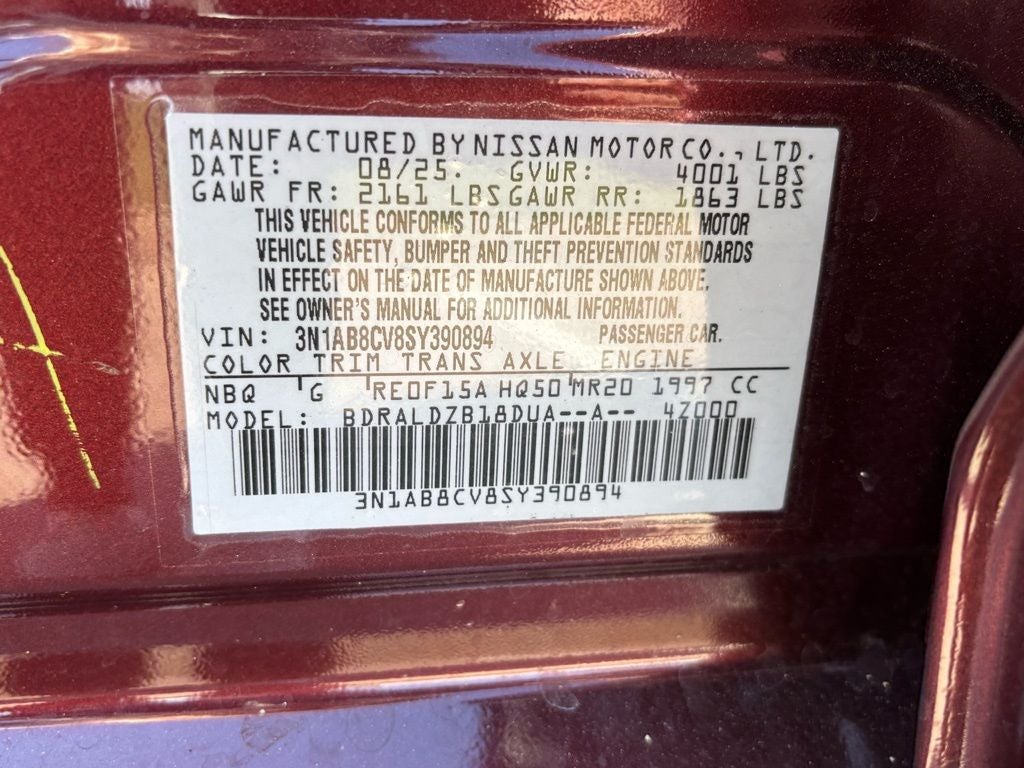 MANUFACTURED BY NISSAN MOTOR CO., LTD.
DATE: 08/25. GVWR: 4001 LBS
GAWR FR: 2161 LBS GAWR RR: 1863 LBS
THIS VEHICLE CONFORMS TO ALL APPLICABLE FEDERAL MOTOR
VEHICLE SAFETY, BUMPER AND THEFT PREVENTION STANDARDS
IN EFFECT ON THE DATE OF MANUFACTURE SHOWN ABOVE.
SEE OWNER'S MANUAL FOR ADDITIONAL INFORMATION.
VIN: 3N1AB8CV8SY390894 PASSENGER CAR.
COLOR TRIM TRANS AXLE ENGINE
NBQ G RE0F15A HQ50 MR20 1997 CC
MODEL: BDRALDZB18DUA--A-- 4Z000
3N1AB8CV8SY390894